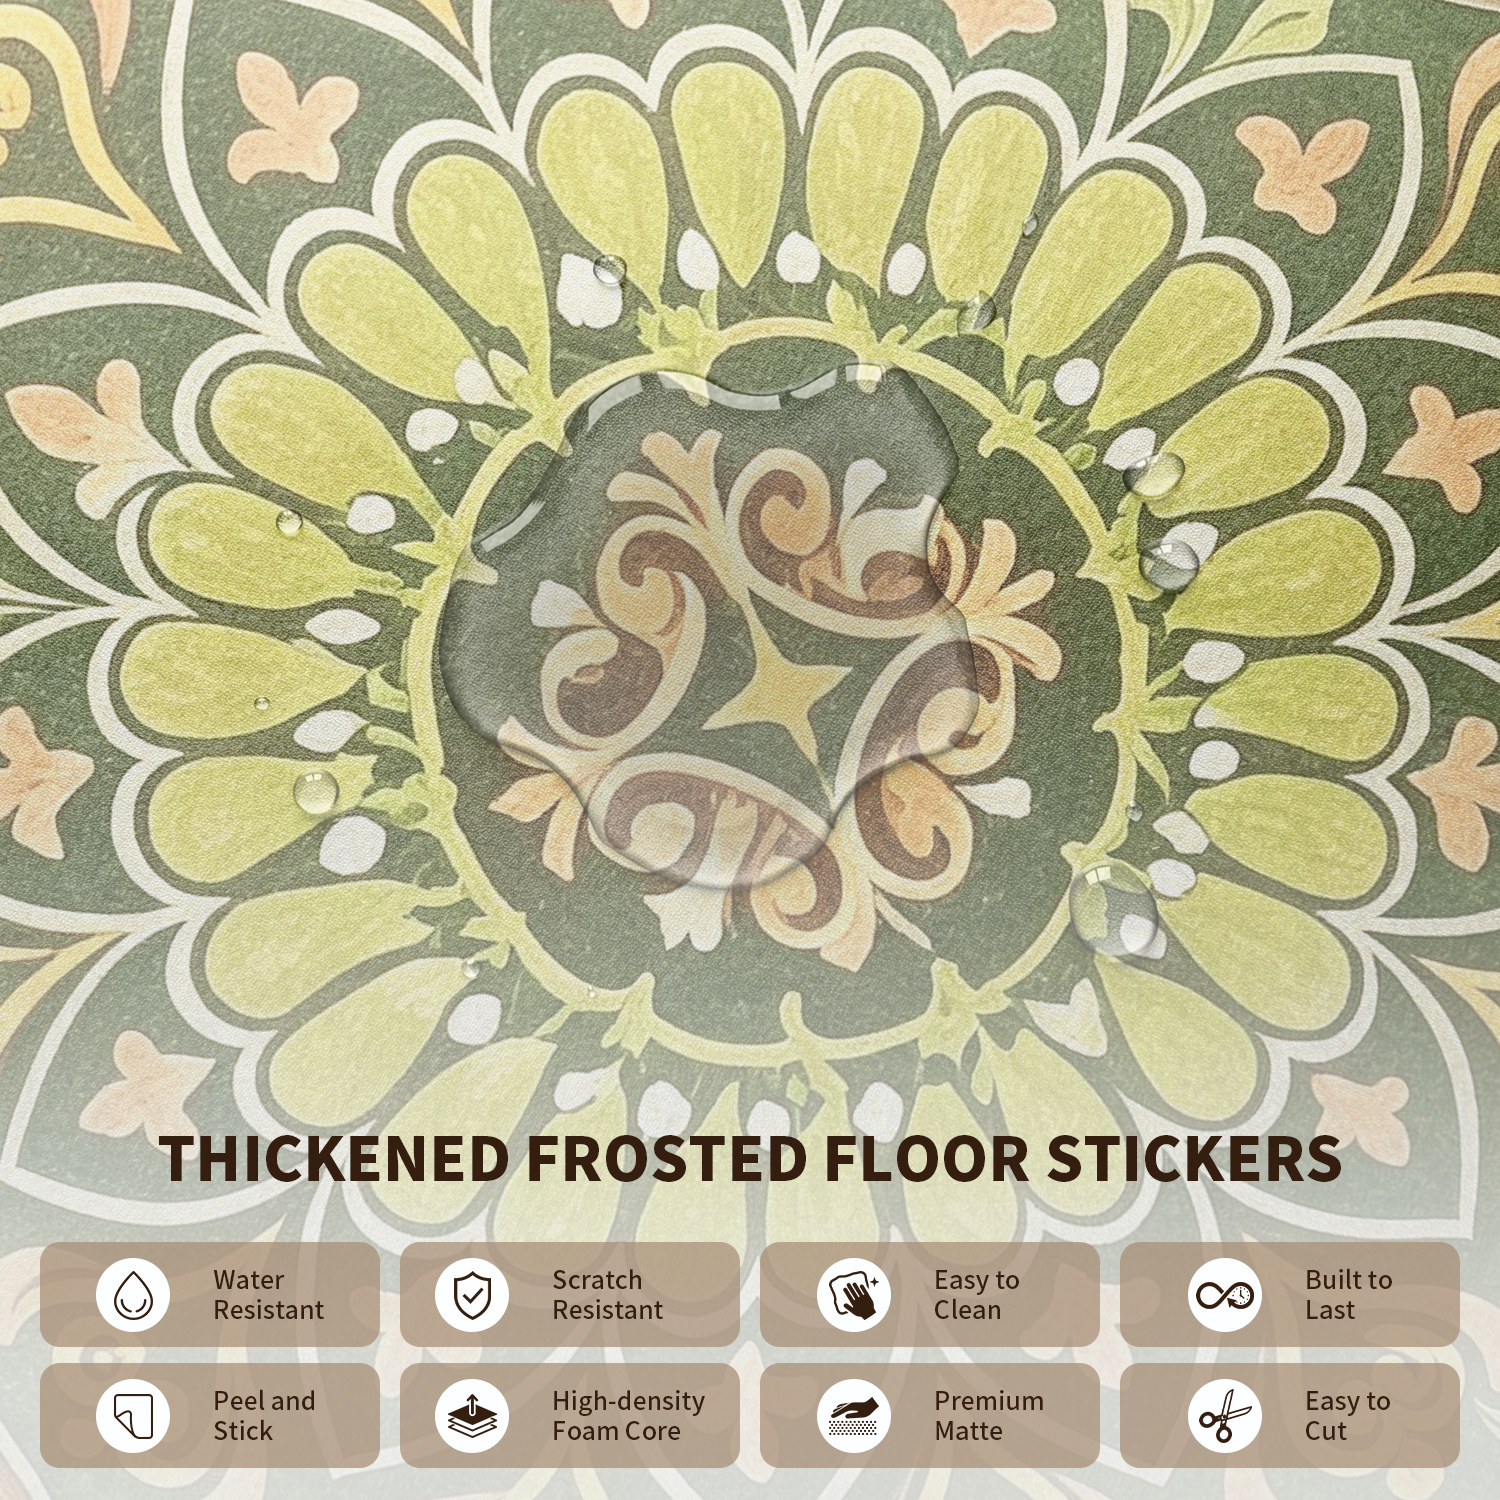 THICKENED FROSTED FLOOR STICKERS
Water
Resistant
Scratch
Resistant
Easy to
Clean
Built to
Last
Peel and
Stick
High-density
Foam Core
Premium
Matte
Easy to
Cut